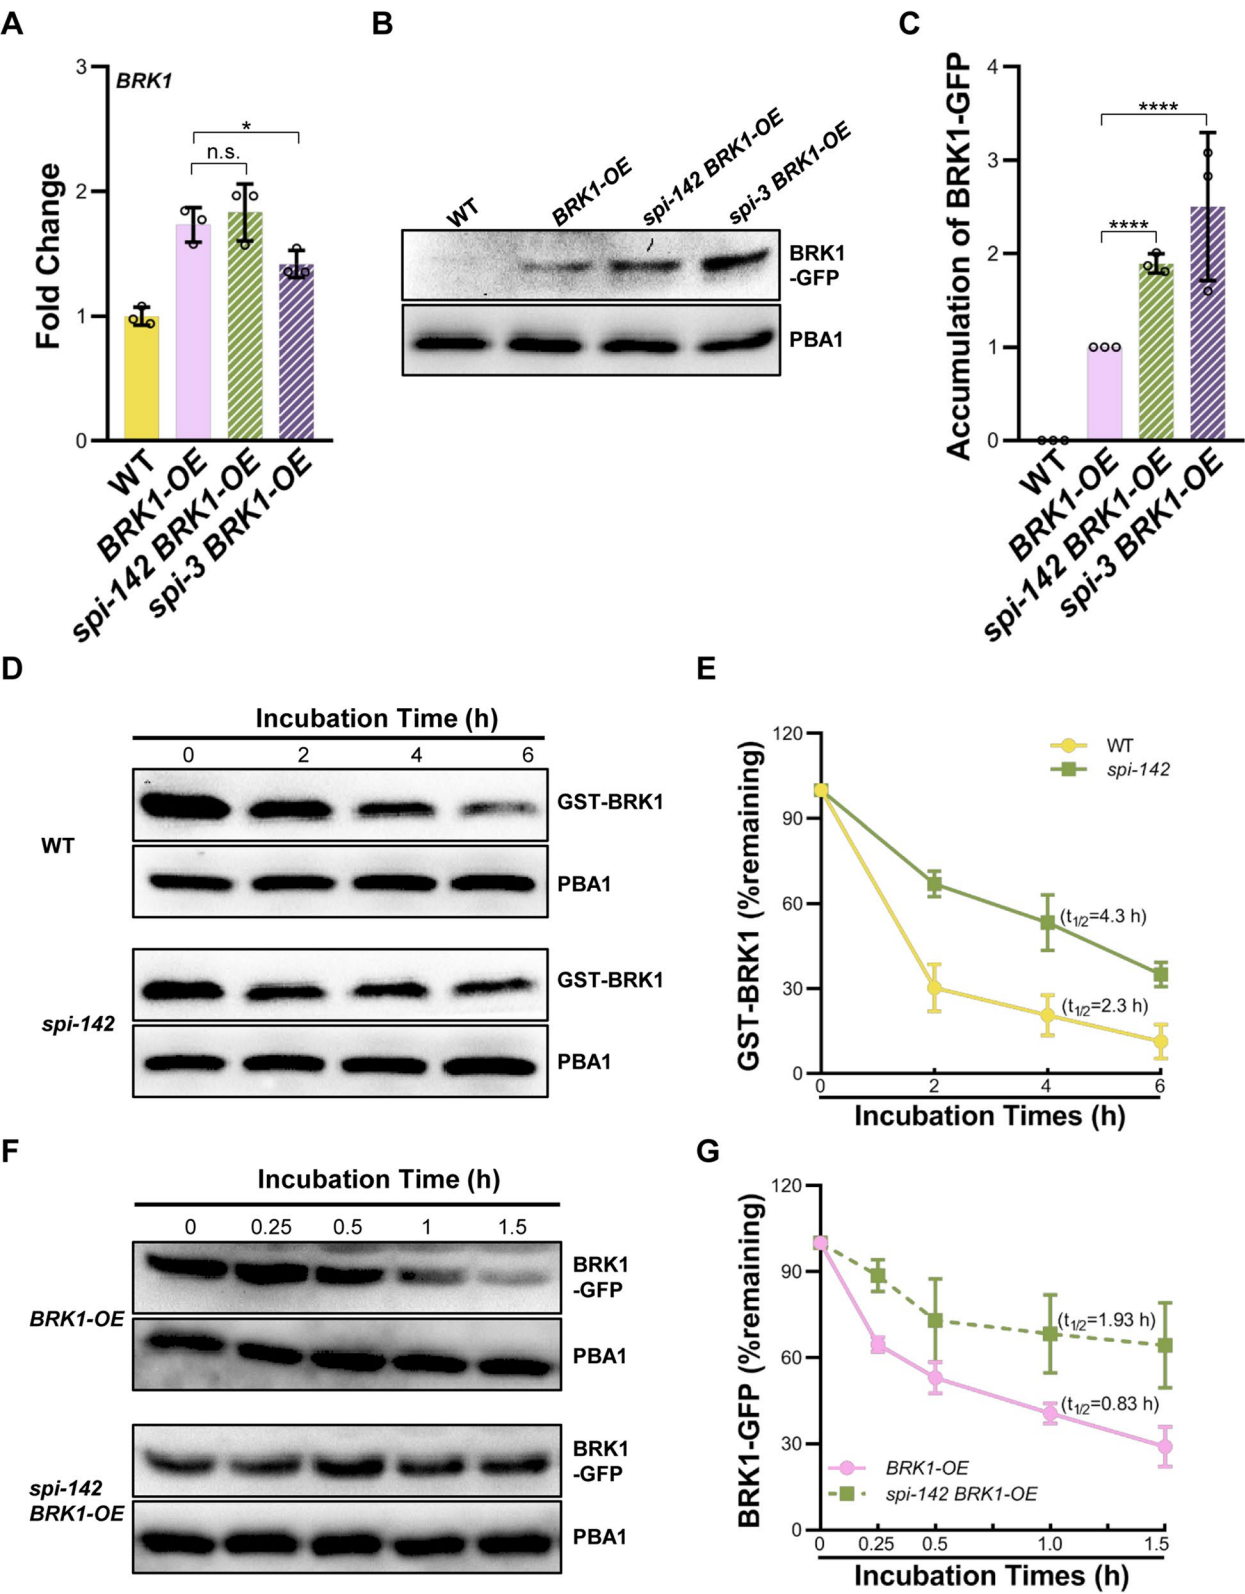 A
BRK1
Fold Change
3
2
1
0
*
n.s.
WT
BRK1-OE
spi-142 BRK1-OE
spi-3 BRK1-OE
B
WT
BRK1-OE
spi-142 BRK1-OE
spi-3 BRK1-OE
BRK1
-GFP
PBA1
C
Accumulation of BRK1-GFP
4
3
2
1
0
****
****
WT
BRK1-OE
spi-142 BRK1-OE
spi-3 BRK1-OE
D
Incubation Time (h)
0 2 4 6
WT
GST-BRK1
PBA1
spi-142
GST-BRK1
PBA1
E
GST-BRK1 (%remaining)
120
90
60
30
0
WT
spi-142
(t1/2=4.3 h)
(t1/2=2.3 h)
0 2 4 6
Incubation Times (h)
F
Incubation Time (h)
0 0.25 0.5 1 1.5
BRK1-OE
BRK1
-GFP
PBA1
spi-142
BRK1-OE
BRK1
-GFP
PBA1
G
BRK1-GFP (%remaining)
120
90
60
30
0
(t1/2=1.93 h)
(t1/2=0.83 h)
BRK1-OE
spi-142 BRK1-OE
0 0.25 0.5 1.0 1.5
Incubation Times (h)